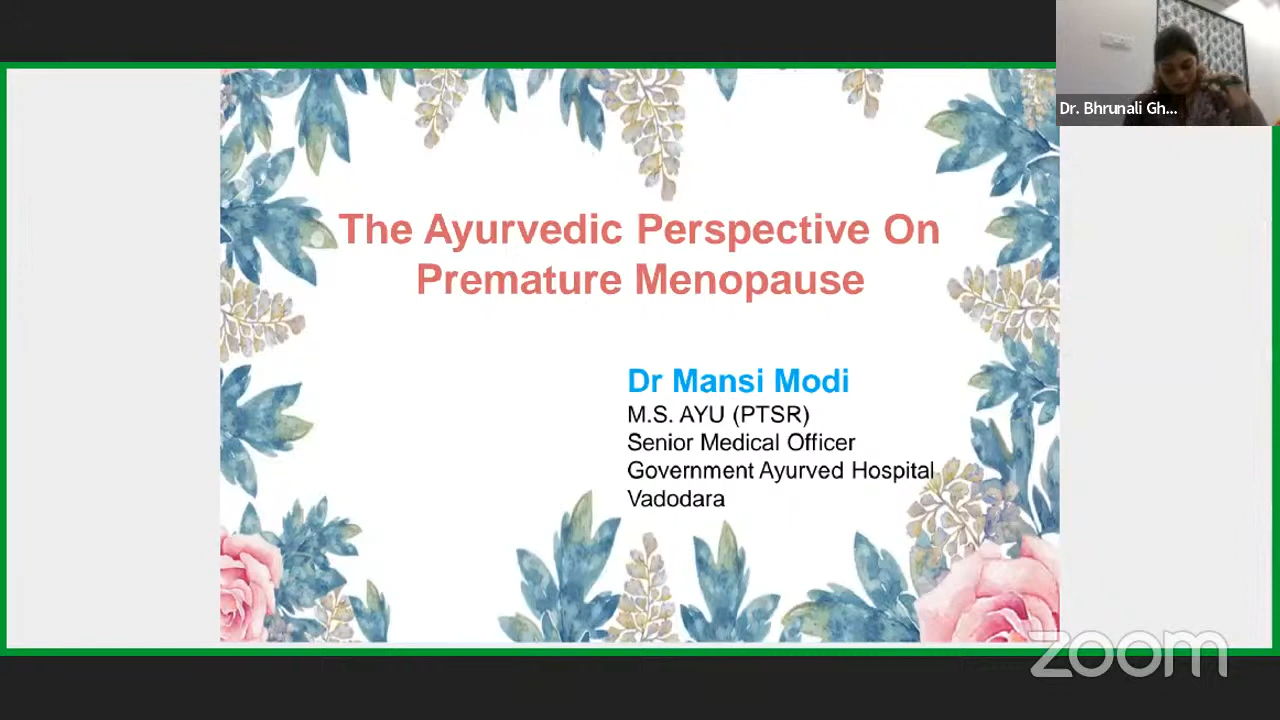 Dr. Bhrunali Gh...
The Ayurvedic Perspective On
Premature Menopause
Dr Mansi Modi
M.S. AYU (PTSR)
Senior Medical Officer
Government Ayurved Hospital
Vadodara
zoom